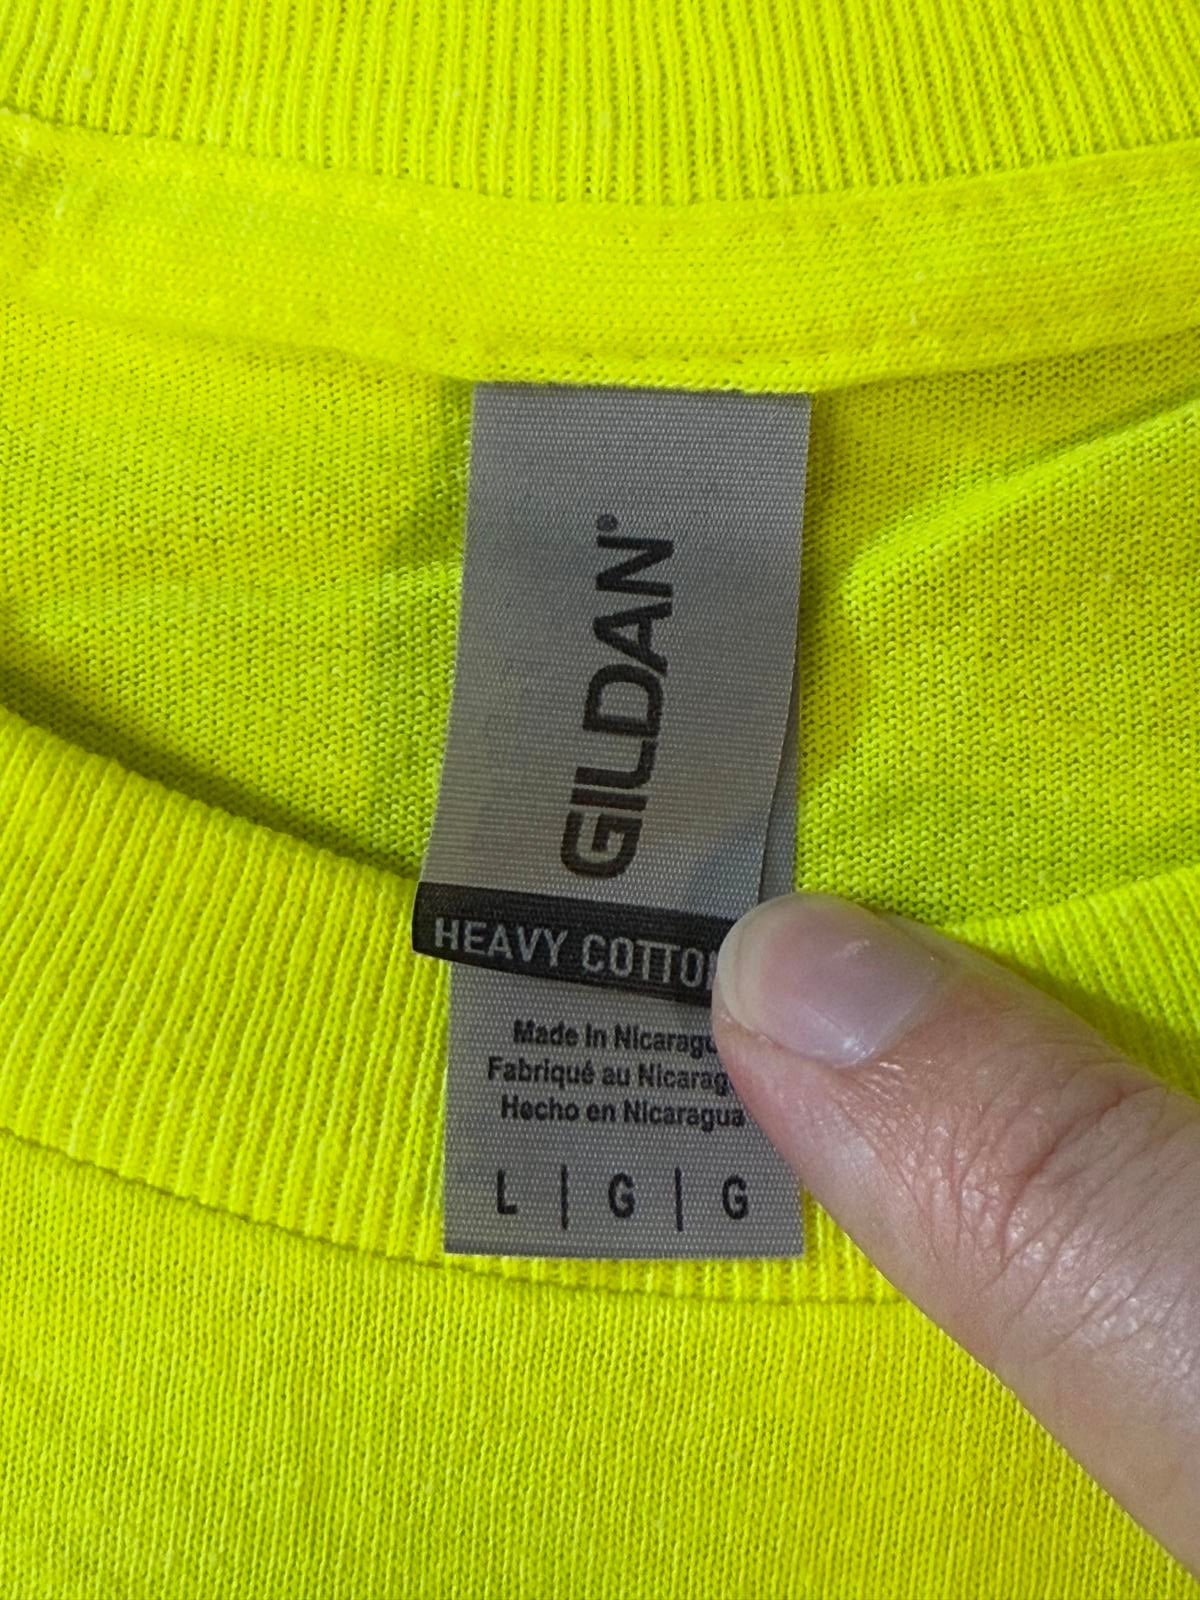 GILDAN®
HEAVY COTTO
Made in Nicaragu
Fabriqué au Nicarag
Hecho en Nicaragua
L | G | G